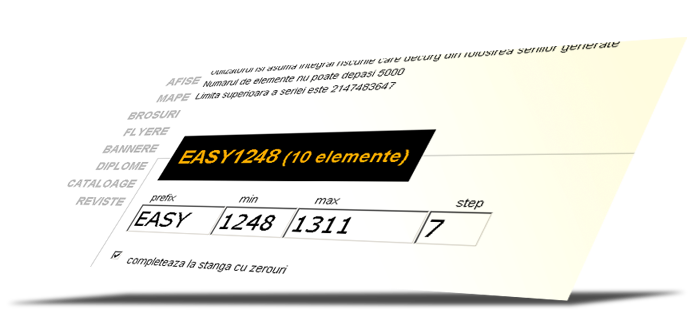 Utilizatorul isi asuma integral riscurile care decurg din folosirea seriilor generate
Numarul de elemente nu poate depasi 5000
Limita superioara a seriei este 2147483647
AFISE
MAPE
BROSURI
FLYERE
BANNERE
DIPLOME
CATALOAGE
REVISTE
EASY1248 (10 elemente)
prefix min max step
EASY 1248 1311 7
completeaza la stanga cu zerouri